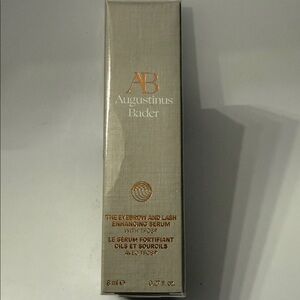 AB
Augustinus
Bader
THE EYEBROW AND LASH
ENHANCING SERUM
WITH TFC8®
LE SÉRUM FORTIFIANT
CILS ET SOURCILS
AVEC TFC8®
8 ml ℮ 0.27 fl. oz.